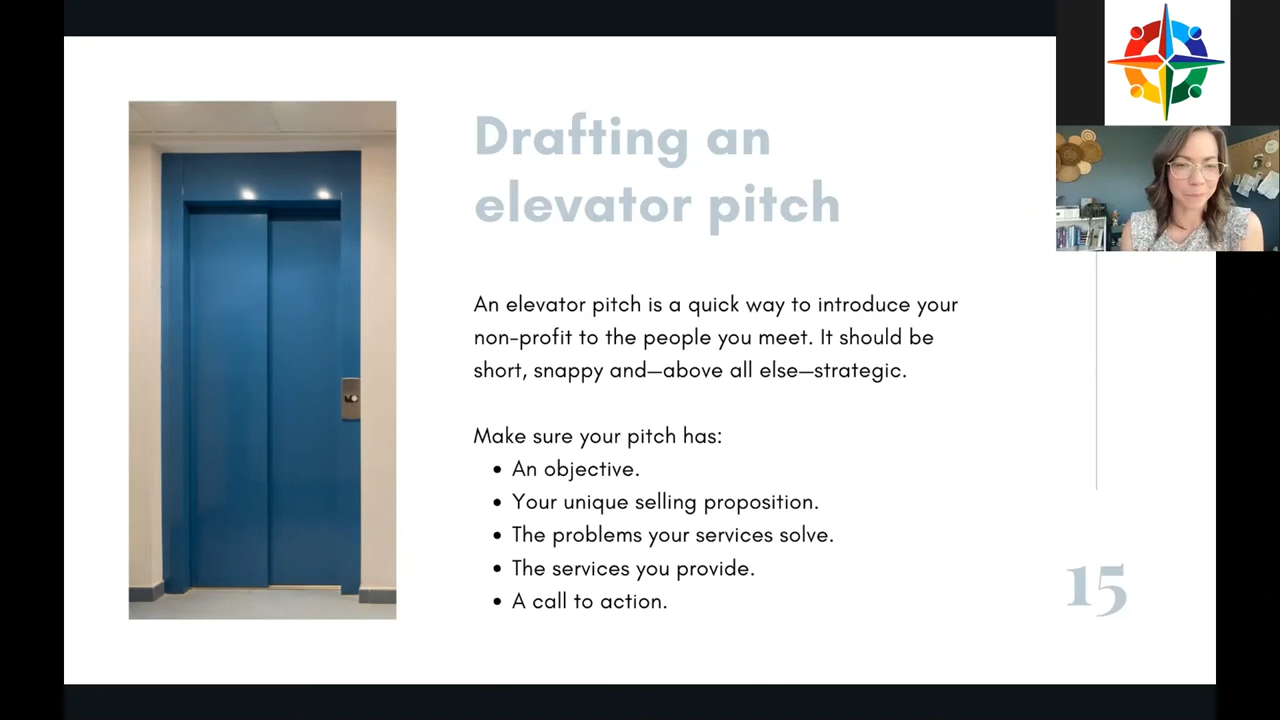 Drafting an
elevator pitch
An elevator pitch is a quick way to introduce your
non-profit to the people you meet. It should be
short, snappy and—above all else—strategic.
Make sure your pitch has:
• An objective.
• Your unique selling proposition.
• The problems your services solve.
• The services you provide.
• A call to action.
15